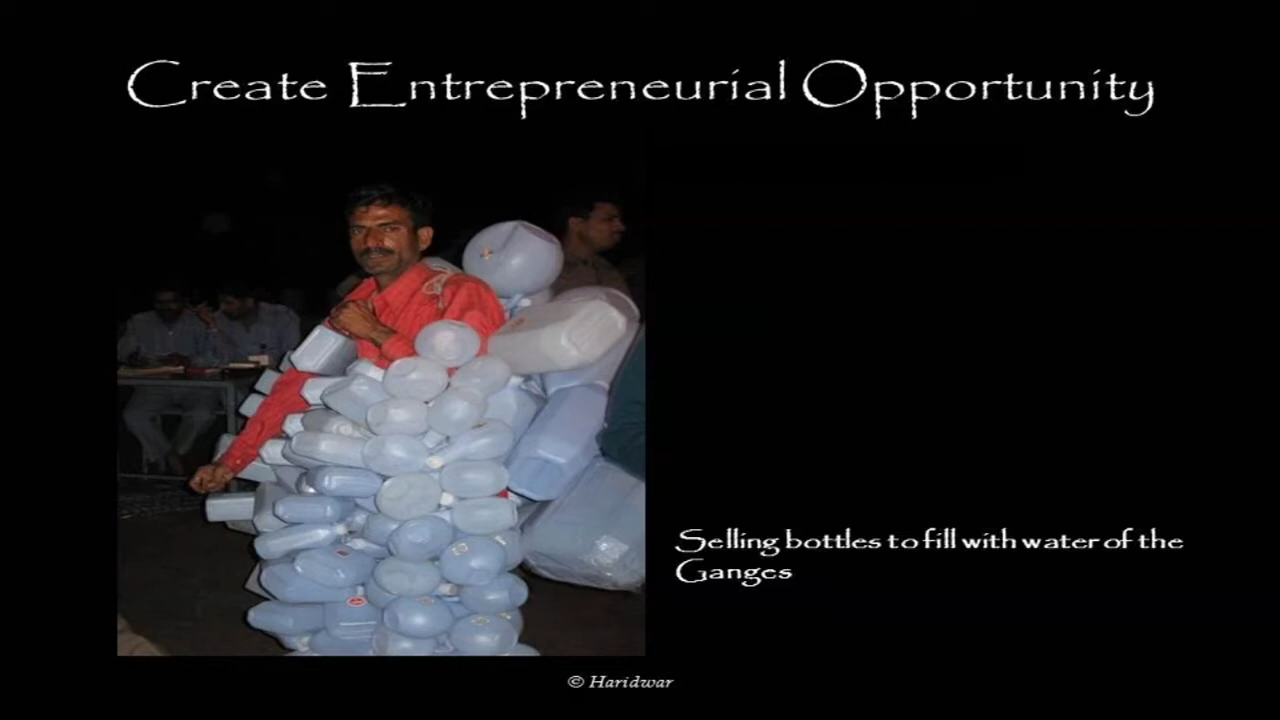 Create Entrepreneurial Opportunity
Selling bottles to fill with water of the
Ganges
© Haridwar